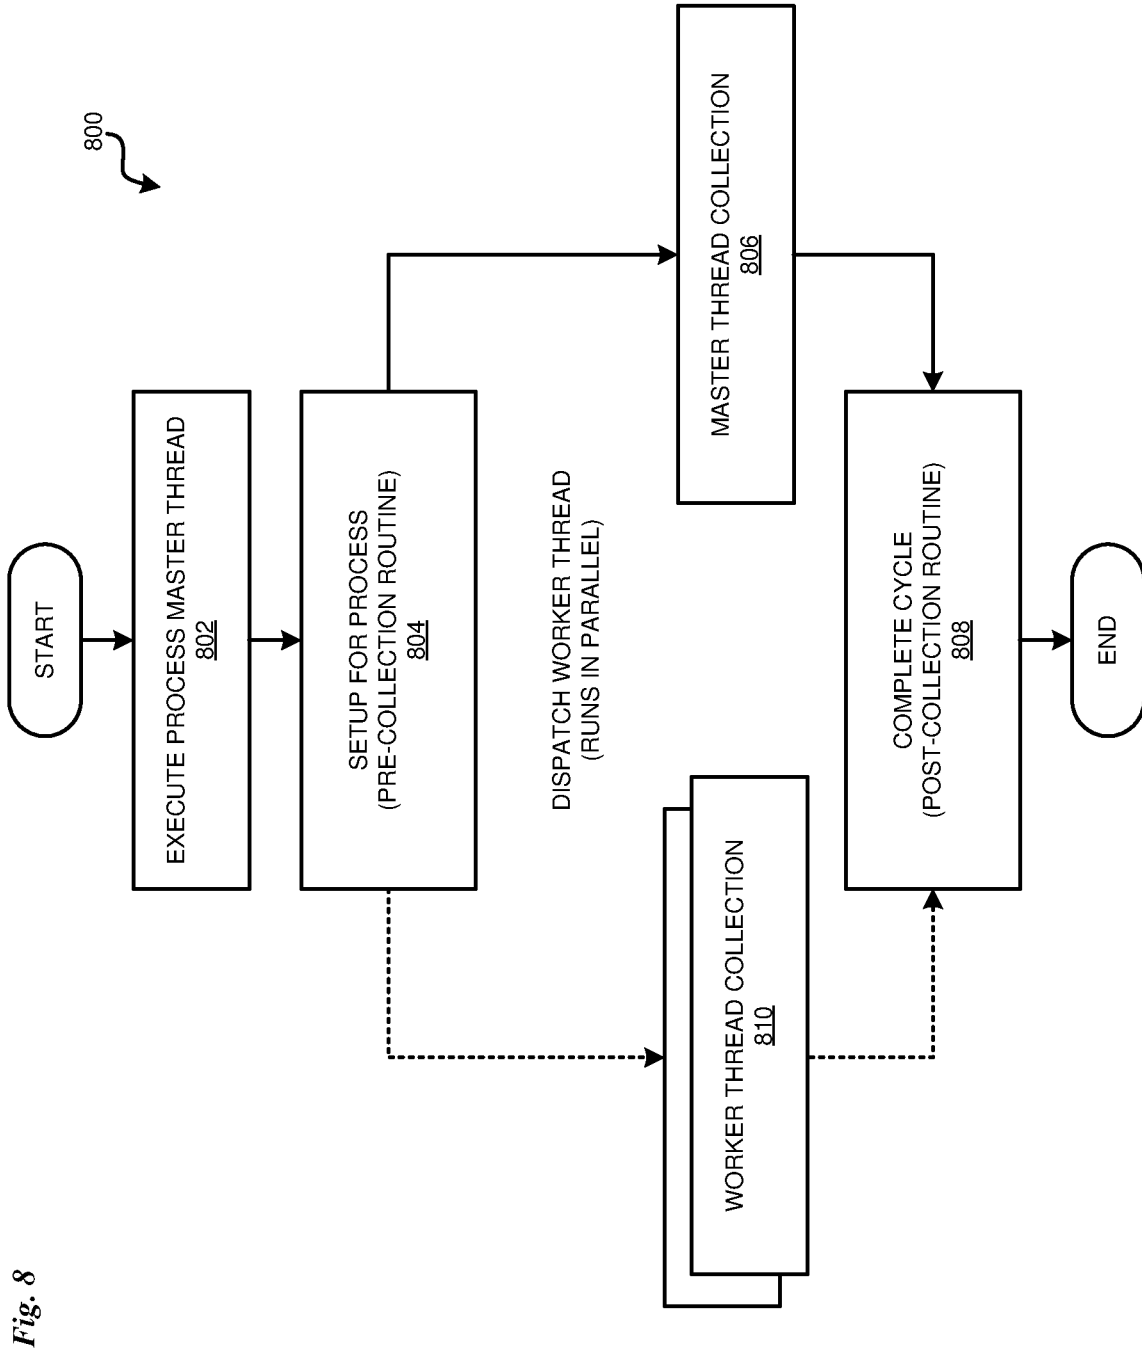 Fig. 8
800
START
EXECUTE PROCESS MASTER THREAD
802
SETUP FOR PROCESS
(PRE-COLLECTION ROUTINE)
804
DISPATCH WORKER THREAD
(RUNS IN PARALLEL)
WORKER THREAD COLLECTION
810
MASTER THREAD COLLECTION
806
COMPLETE CYCLE
(POST-COLLECTION ROUTINE)
808
END